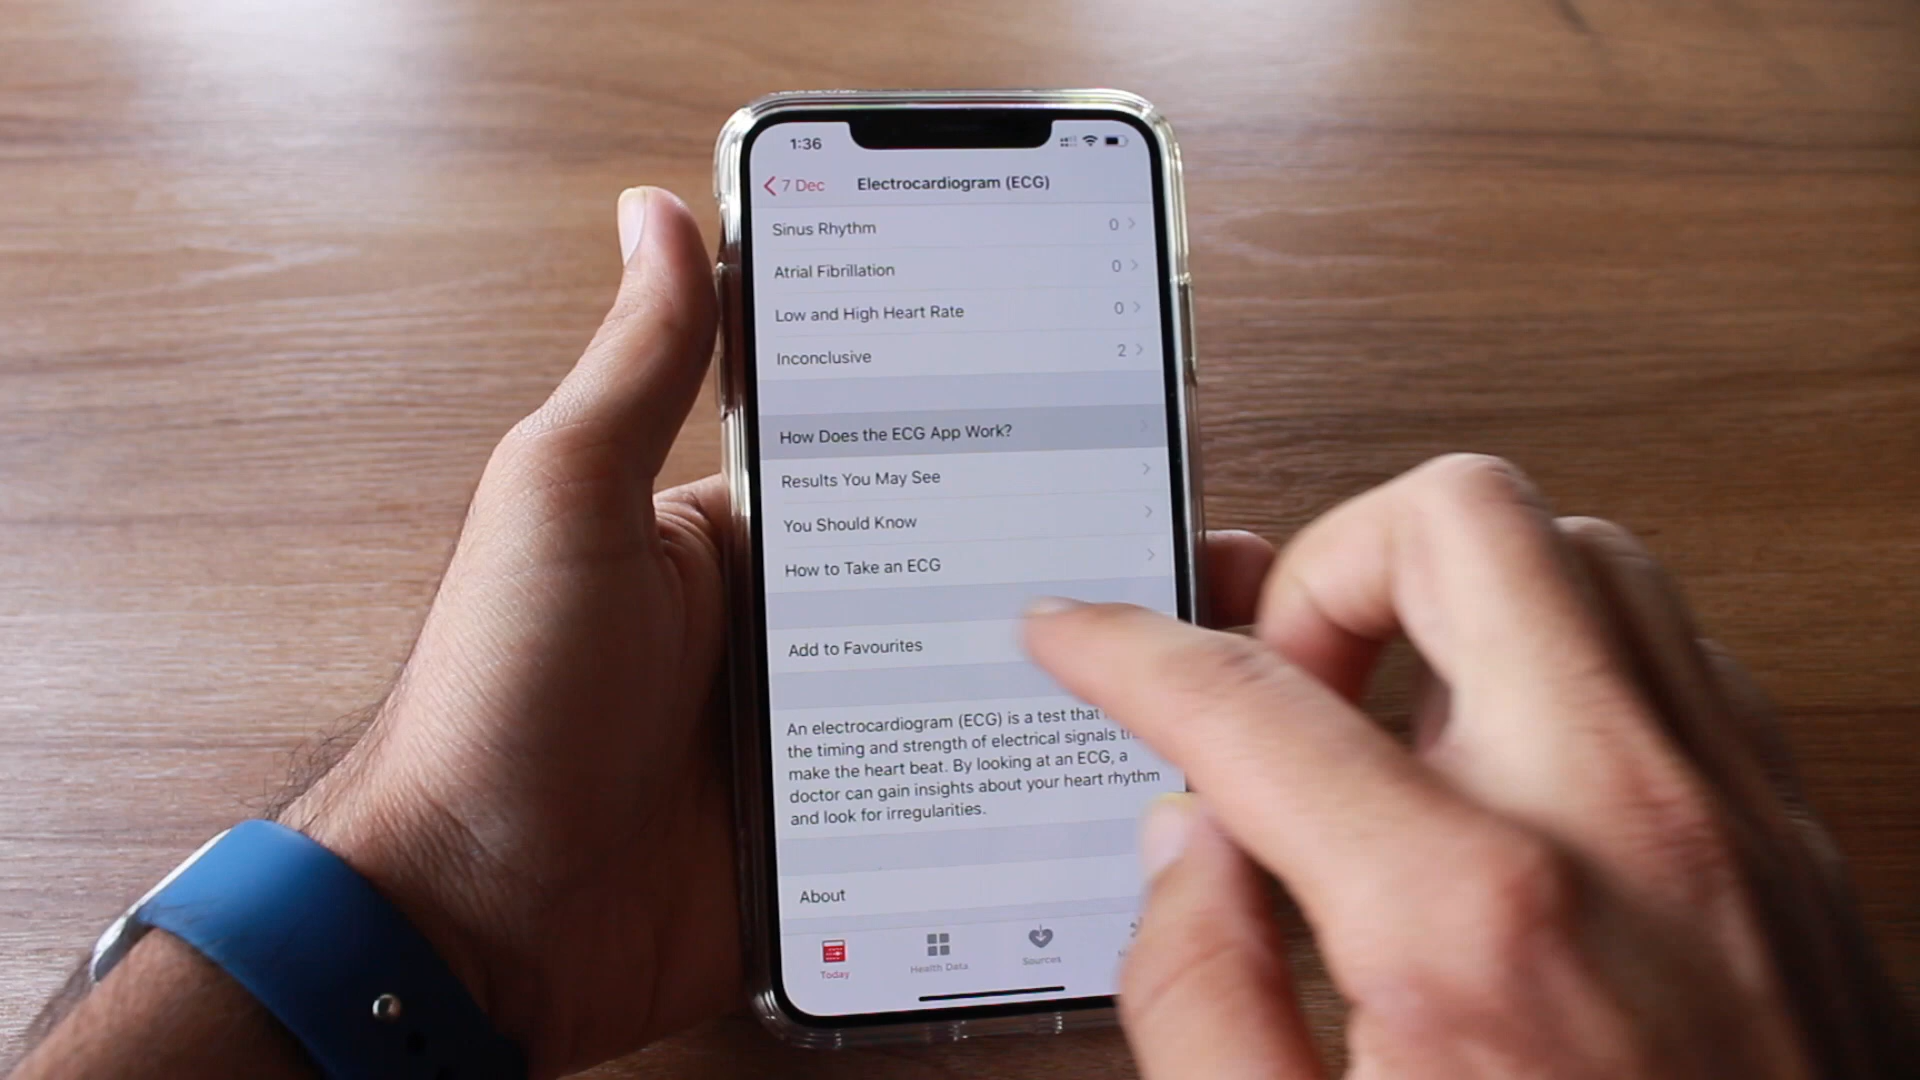 1:36
7 Dec
Electrocardiogram (ECG)
Sinus Rhythm 0
Atrial Fibrillation 0
Low and High Heart Rate 0
Inconclusive 2
How Does the ECG App Work?
Results You May See
You Should Know
How to Take an ECG
Add to Favourites
An electrocardiogram (ECG) is a test that
the timing and strength of electrical signals
make the heart beat. By looking at an ECG, a
doctor can gain insights about your heart rhythm
and look for irregularities.
About
Today
Health Data
Sources